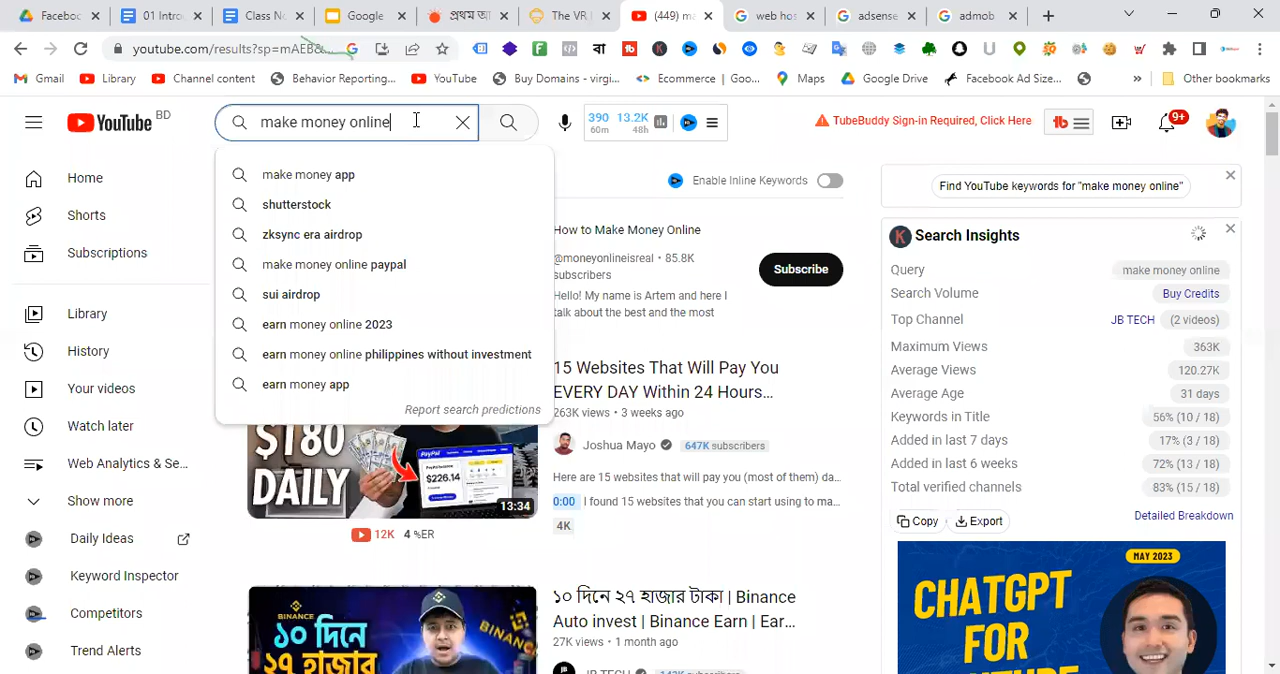 Facebo
01 Introc
Class No
Google
প্রথম আ
The VR, I
(449) ma
web hos
adsense
admob
youtube.com/results?sp=mAEB&...
Gmail
Library
Channel content
Behavior Reporting...
YouTube
Buy Domains - virgi...
Ecommerce | Goo...
Maps
Google Drive
Facebook Ad Size...
»
Other bookmarks
YouTube BD
make money online
390 13.2K
60m 48h
TubeBuddy Sign-in Required, Click Here
9+
make money app
shutterstock
zksync era airdrop
make money online paypal
sui airdrop
earn money online 2023
earn money online philippines without investment
earn money app
Report search predictions
Home
Shorts
Subscriptions
Library
History
Your videos
Watch later
Web Analytics & Se...
Show more
Daily Ideas
Keyword Inspector
Competitors
Trend Alerts
Enable Inline Keywords
How to Make Money Online
@moneyonlineisreal • 85.8K
subscribers
Hello! My name is Artem and here I
talk about the best and the most
Subscribe
$180
DAILY
PayPal
$226.14
13:34
12K 4 %ER
15 Websites That Will Pay You
EVERY DAY Within 24 Hours...
263K views • 3 weeks ago
Joshua Mayo 647K subscribers
Here are 15 websites that will pay you (most of them) da...
0:00 I found 15 websites that you can start using to ma...
4K
BINANCE
১০ দিনে
২৭ হাজার
BINANCE
১০ দিনে ২৭ হাজার টাকা | Binance
Auto invest | Binance Earn | Ear...
27K views • 1 month ago
JB TECH
Find YouTube keywords for "make money online"
K Search Insights
Query make money online
Search Volume Buy Credits
Top Channel JB TECH (2 videos)
Maximum Views 363K
Average Views 120.27K
Average Age 31 days
Keywords in Title 56% (10 / 18)
Added in last 7 days 17% (3 / 18)
Added in last 6 weeks 72% (13 / 18)
Total verified channels 83% (15 / 18)
Copy Export Detailed Breakdown
MAY 2023
CHATGPT
FOR